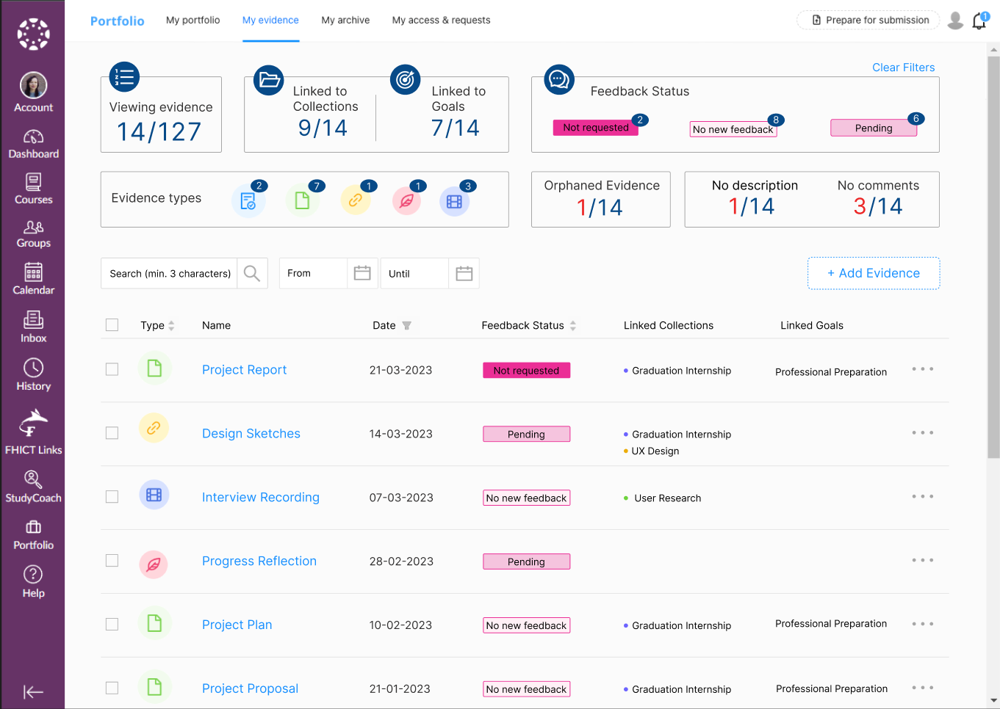 Portfolio
My portfolio
My evidence
My archive
My access & requests
Prepare for submission
1
Account
Dashboard
Courses
Groups
Calendar
Inbox
History
FHICT Links
StudyCoach
Portfolio
Help
Clear Filters
1
2
3
Viewing evidence
14/127
Linked to
Collections
9/14
Linked to
Goals
7/14
Feedback Status
Not requested
2
No new feedback
8
Pending
6
Evidence types
2
7
1
1
3
Orphaned Evidence
1/14
No description
1/14
No comments
3/14
Search (min. 3 characters)
From
Until
+ Add Evidence
Type
Name
Date
Feedback Status
Linked Collections
Linked Goals
Project Report
21-03-2023
Not requested
Graduation Internship
Professional Preparation
Design Sketches
14-03-2023
Pending
Graduation Internship
UX Design
Interview Recording
07-03-2023
No new feedback
User Research
Progress Reflection
28-02-2023
Pending
Project Plan
10-02-2023
No new feedback
Graduation Internship
Professional Preparation
Project Proposal
21-01-2023
No new feedback
Graduation Internship
Professional Preparation